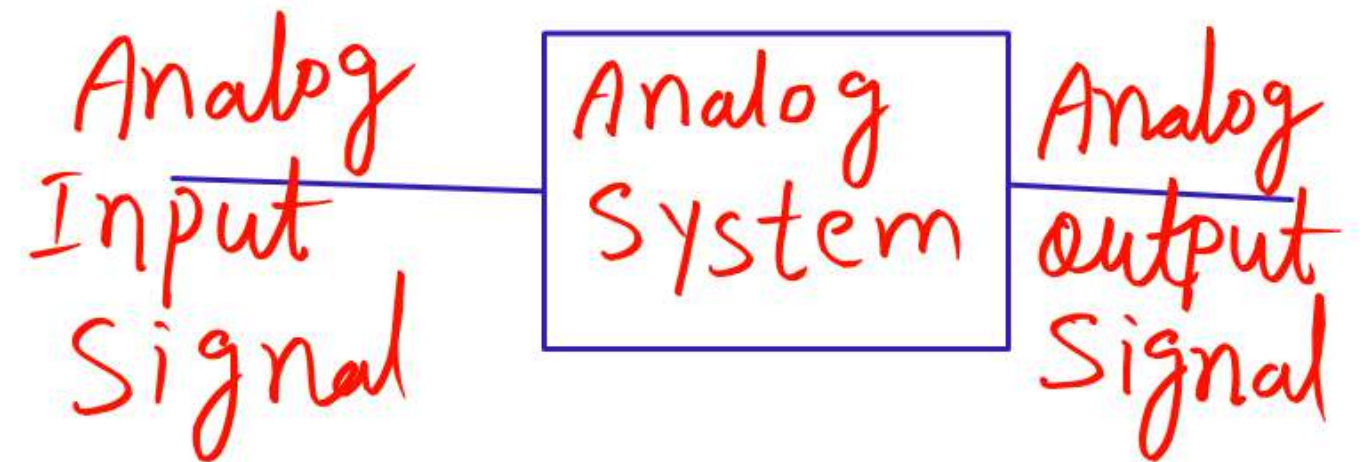 Analog
Input
Signal
Analog
System
Analog
output
Signal